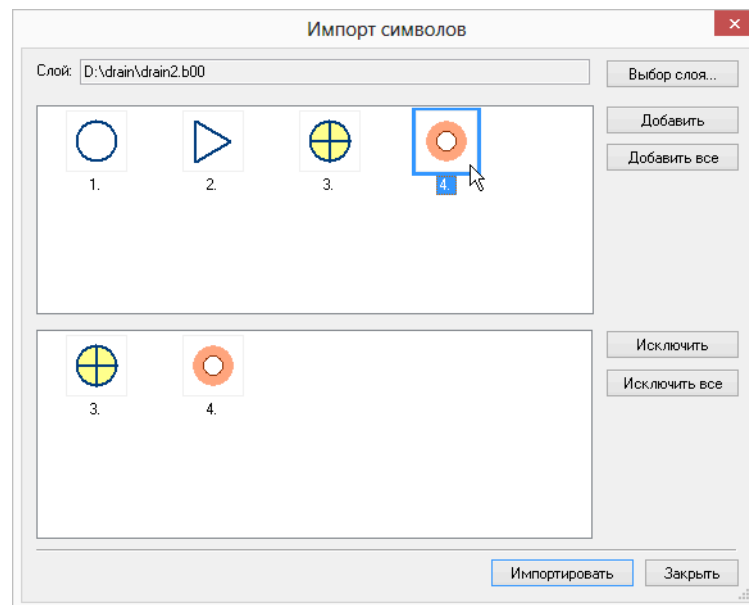 Импорт символов
Слой: D:\drain\drain2.b00
Выбор слоя...
Добавить
Добавить все
1. 2. 3. 4.
Исключить
Исключить все
3. 4.
Импортировать Закрыть